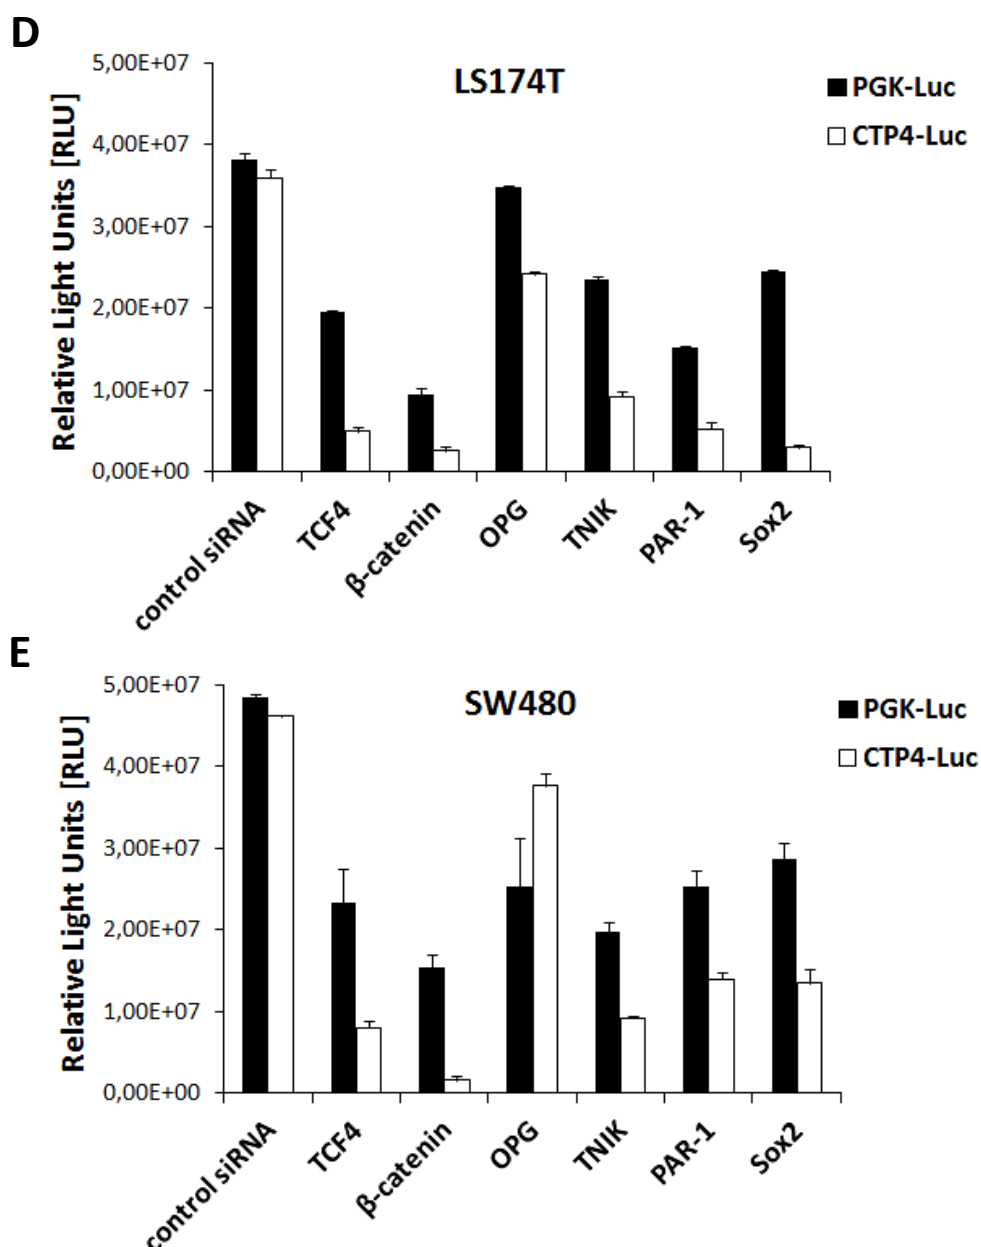 D
LS174T
PGK-Luc
CTP4-Luc
Relative Light Units [RLU]
5,00E+07
4,00E+07
3,00E+07
2,00E+07
1,00E+07
0,00E+00
control siRNA
TCF4
β-catenin
OPG
TNIK
PAR-1
Sox2
E
SW480
PGK-Luc
CTP4-Luc
Relative Light Units [RLU]
5,00E+07
4,00E+07
3,00E+07
2,00E+07
1,00E+07
0,00E+00
control siRNA
TCF4
β-catenin
OPG
TNIK
PAR-1
Sox2